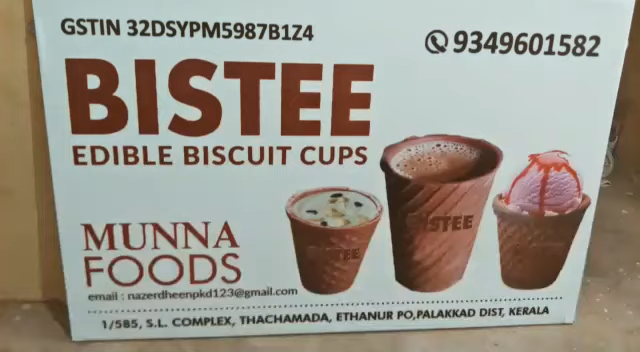 GSTIN 32DSYPM5987B1Z4
9349601582
BISTEE
EDIBLE BISCUIT CUPS
BISTEE
BISTEE
MUNNA
FOODS
email : nazerdheenpkd123@gmail.com
1/585, S.L. COMPLEX, THACHAMADA, ETHANUR PO,PALAKKAD DIST, KERALA